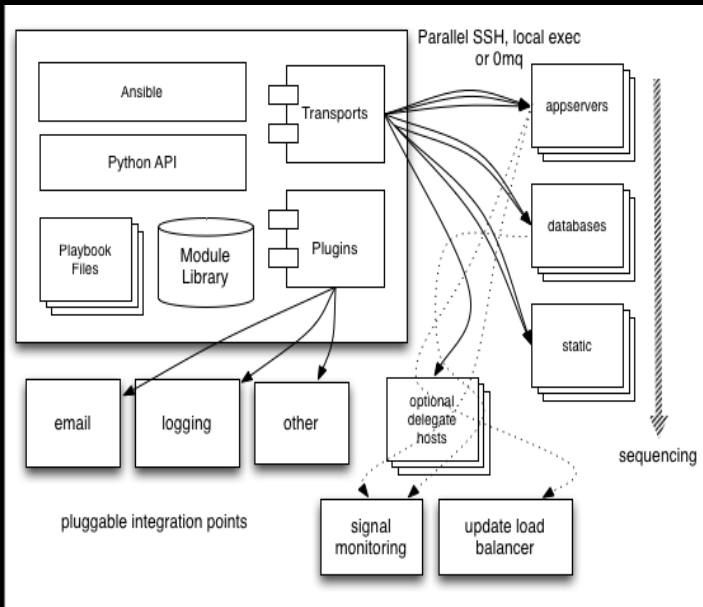 Parallel SSH, local exec
or 0mq
Ansible
Transports
appservers
Python API
Playbook
Files
Module
Library
Plugins
databases
static
email
logging
other
optional
delegate
hosts
sequencing
pluggable integration points
signal
monitoring
update load
balancer